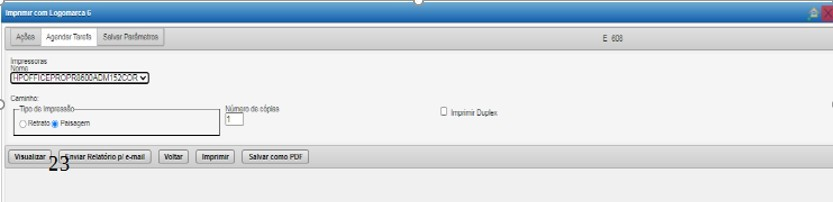 Imprimir com Logomarca 6
Ações Agendar Tarefa Salvar Parâmetros E 608
Impressoras
Nome
HPOFFICEPROPR8600ADM152COR
Caminho:
Tipo de Impressão
Número de cópias
Retrato Paisagem
1
Imprimir Duplex
Visualizar Enviar Relatório p/ e-mail Voltar Imprimir Salvar como PDF
23